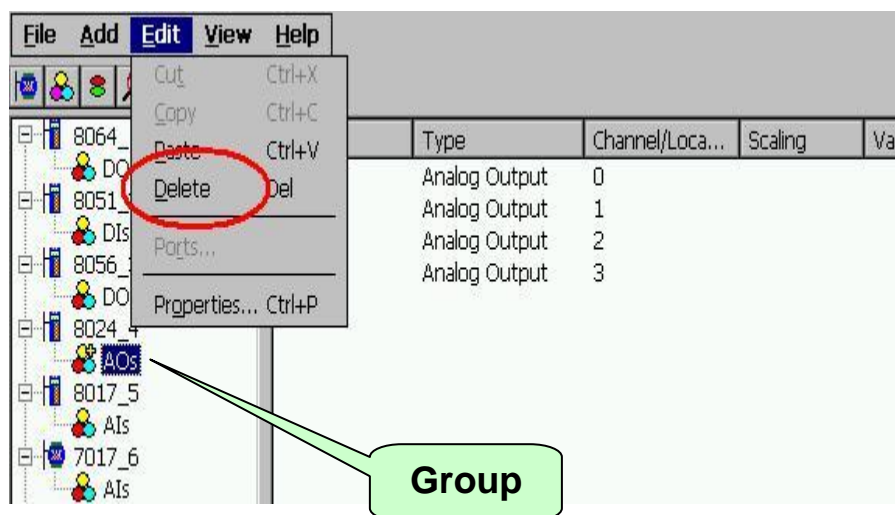 File Add Edit View Help
Cut Ctrl+X
Copy Ctrl+C
Paste Ctrl+V
Delete Del
Ports...
Properties... Ctrl+P
Type Channel/Loca... Scaling Va
Analog Output 0
Analog Output 1
Analog Output 2
Analog Output 3
8064_
DO
8051_
DIs
8056_
DO
8024_4
AOs
8017_5
AIs
7017_6
AIs
Group